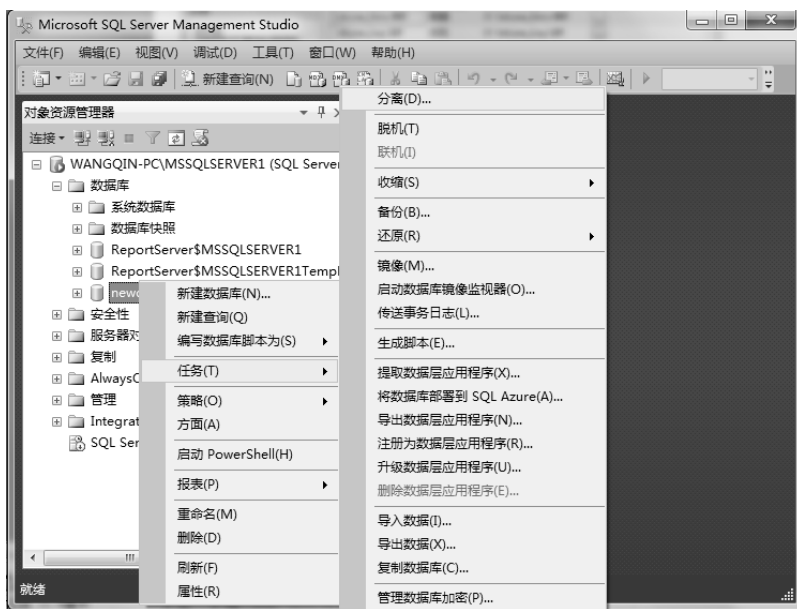 Microsoft SQL Server Management Studio
文件(F) 编辑(E) 视图(V) 调试(D) 工具(T) 窗口(W) 帮助(H)
新建查询(N)
对象资源管理器
连接
WANGQIN-PC\MSSQLSERVER1 (SQL Server
数据库
系统数据库
数据库快照
ReportServer$MSSQLSERVER1
ReportServer$MSSQLSERVER1Templ
newd
安全性
服务器对
复制
AlwaysO
管理
Integrat
SQL Ser
就绪
新建数据库(N)...
新建查询(Q)
编写数据库脚本为(S)
任务(T)
策略(O)
方面(A)
启动 PowerShell(H)
报表(P)
重命名(M)
删除(D)
刷新(F)
属性(R)
分离(D)...
脱机(T)
联机(I)
收缩(S)
备份(B)...
还原(R)
镜像(M)...
启动数据库镜像监视器(O)...
传送事务日志(L)...
生成脚本(E)...
提取数据层应用程序(X)...
将数据库部署到 SQL Azure(A)...
导出数据层应用程序(N)...
注册为数据层应用程序(R)...
升级数据层应用程序(U)...
删除数据层应用程序(E)...
导入数据(I)...
导出数据(X)...
复制数据库(C)...
管理数据库加密(P)...